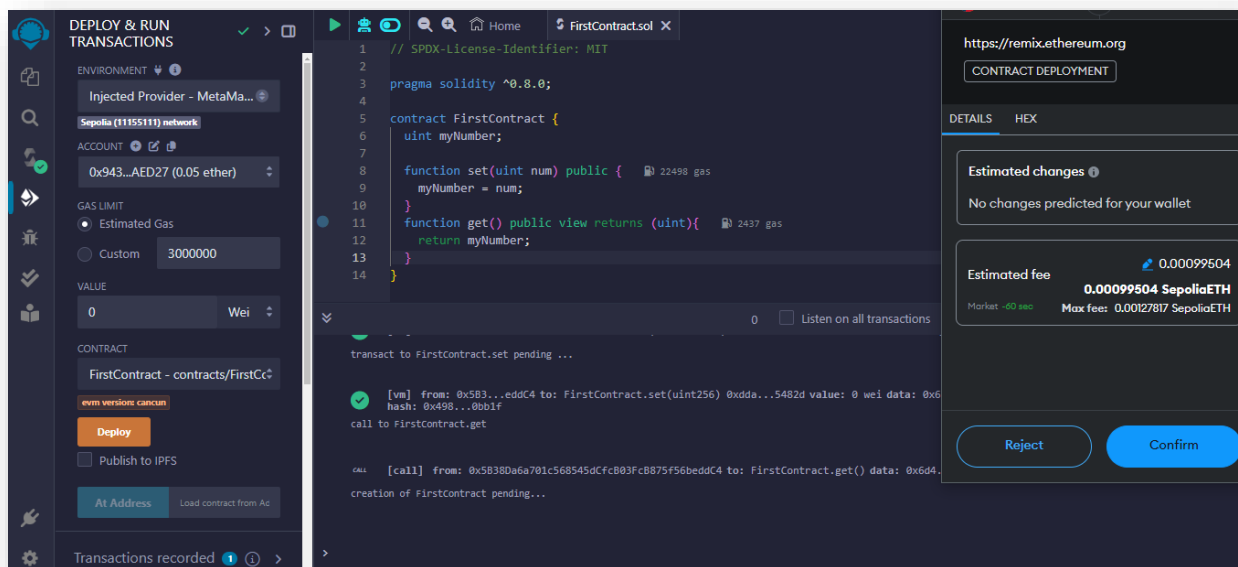 DEPLOY & RUN
TRANSACTIONS
ENVIRONMENT
Injected Provider - MetaMa...
Sepolia (11155111) network
ACCOUNT
0x943...AED27 (0.05 ether)
GAS LIMIT
Estimated Gas
Custom 3000000
VALUE
0 Wei
CONTRACT
FirstContract - contracts/FirstCc
evm version: cancun
Deploy
Publish to IPFS
At Address Load contract from Ac
Transactions recorded 1 i >
Home FirstContract.sol X
1 // SPDX-License-Identifier: MIT
2
3 pragma solidity ^0.8.0;
4
5 contract FirstContract {
6 uint myNumber;
7
8 function set(uint num) public { 22498 gas
9 myNumber = num;
10 }
11 function get() public view returns (uint){ 2437 gas
12 return myNumber;
13 }
14 }
0 Listen on all transactions
transact to FirstContract.set pending ...
[vm] from: 0x5B3...eddC4 to: FirstContract.set(uint256) 0xdda...5482d value: 0 wei data: 0x6
hash: 0x498...0bb1f
call to FirstContract.get
CALL [call] from: 0x5B38Da6a701c568545dCfcB03FcB875f56beddC4 to: FirstContract.get() data: 0x6d4.
creation of FirstContract pending...
>
https://remix.ethereum.org
CONTRACT DEPLOYMENT
DETAILS HEX
Estimated changes
No changes predicted for your wallet
Estimated fee 0.00099504
0.00099504 SepoliaETH
Market ~60 sec Max fee: 0.00127817 SepoliaETH
Reject Confirm